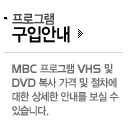 프로그램
구입안내
MBC 프로그램 VHS 및
DVD 복사 가격 및 절차에
대한 상세한 안내를 보실 수
있습니다.